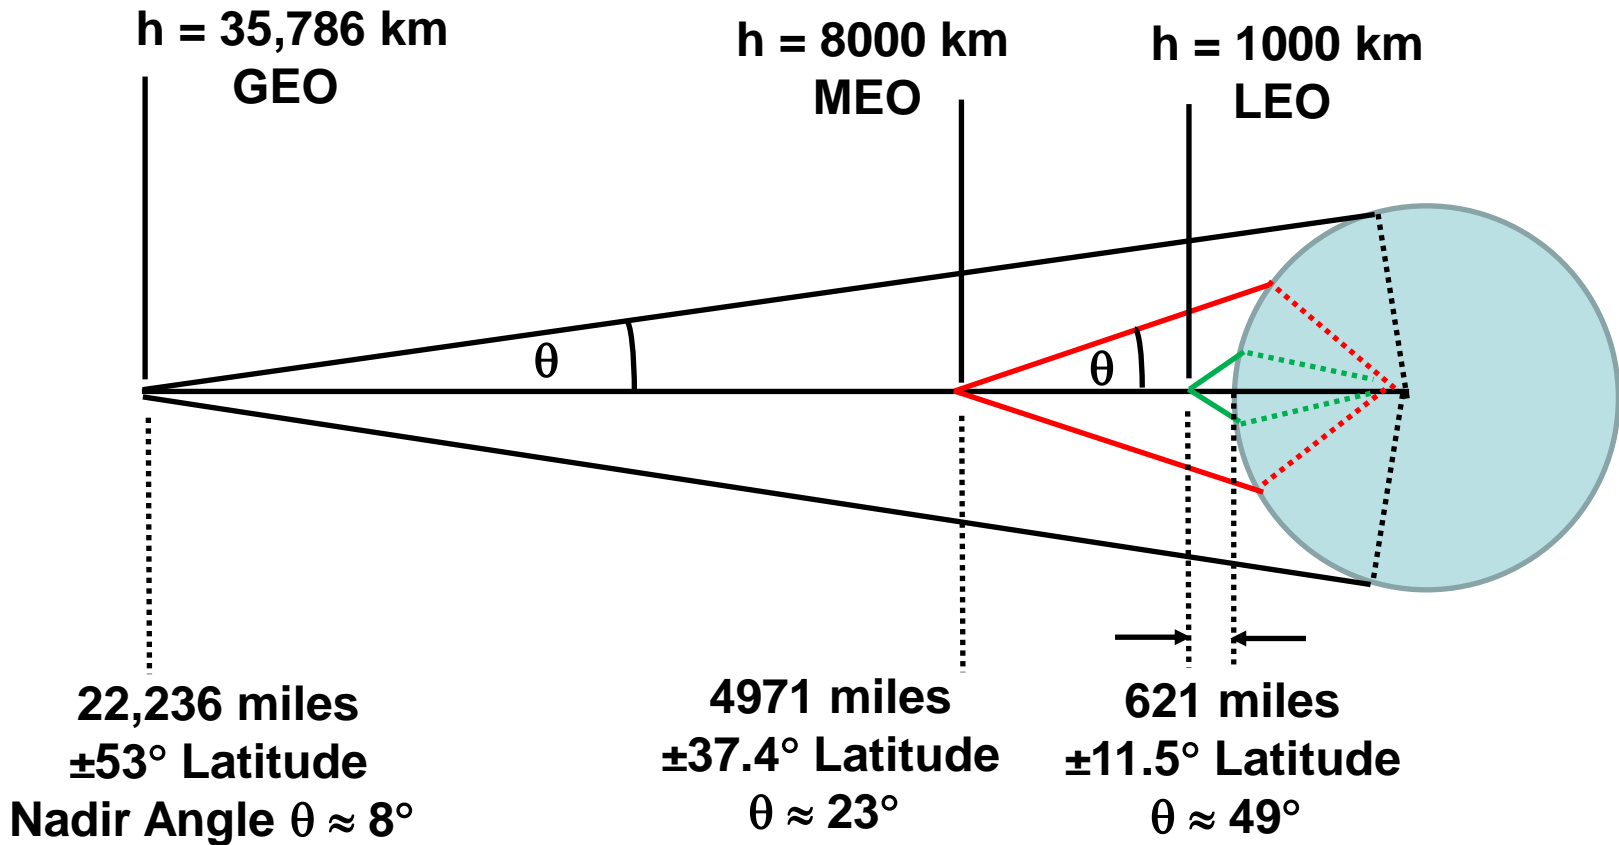 h = 35,786 km
GEO
h = 8000 km
MEO
h = 1000 km
LEO
θ
θ
22,236 miles
±53° Latitude
Nadir Angle θ ≈ 8°
4971 miles
±37.4° Latitude
θ ≈ 23°
621 miles
±11.5° Latitude
θ ≈ 49°